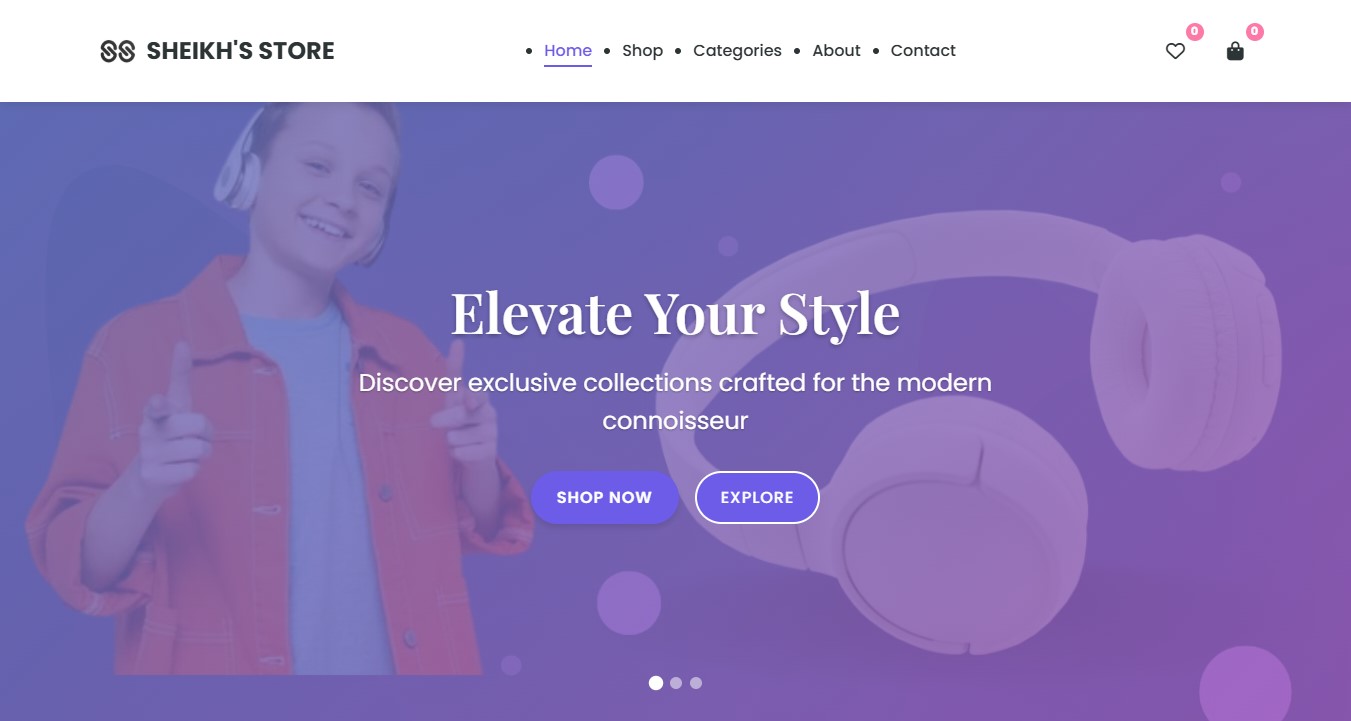 SHEIKH'S STORE
Home
Shop
Categories
About
Contact
0
0
Elevate Your Style
Discover exclusive collections crafted for the modern
connoisseur
SHOP NOW
EXPLORE